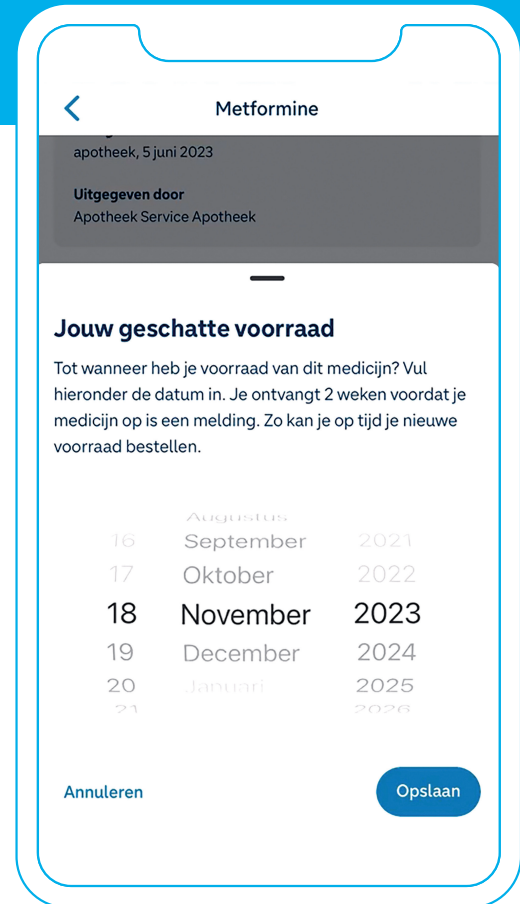 Metformine
apotheek, 5 juni 2023
Uitgegeven door
Apotheek Service Apotheek
Jouw geschatte voorraad
Tot wanneer heb je voorraad van dit medicijn? Vul
hieronder de datum in. Je ontvangt 2 weken voordat je
medicijn op is een melding. Zo kan je op tijd je nieuwe
voorraad bestellen.
Augustus
16 September 2021
17 Oktober 2022
18 November 2023
19 December 2024
20 Januari 2025
21 2026
Annuleren Opslaan